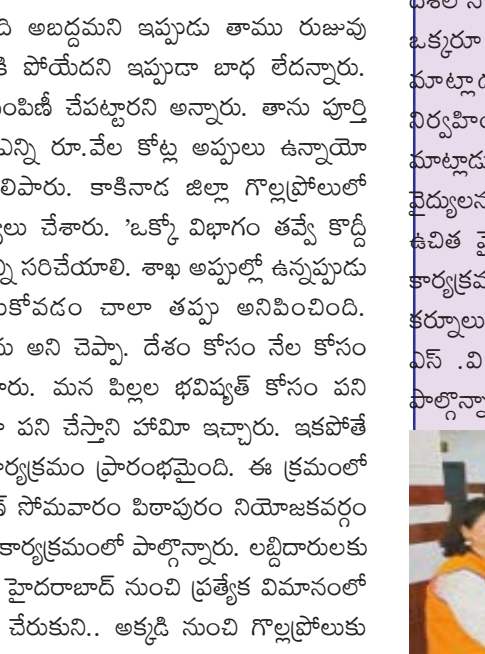 ది అబద్దమని ఇప్పుడు తాము రుజువు
కి పోయేదని ఇప్పుడా బాధ లేదన్నారు.
ంపిణీ చేపట్టారని అన్నారు. తాను పూర్తి
ఎన్ని రూ.వేల కోట్ల అప్పులు ఉన్నాయో
లిపారు. కాకినాడ జిల్లా గొల్లప్రోలులో
్యలు చేశారు. 'ఒక్కో విభాగం తవ్వే కొద్దీ
న్ని సరిచేయాలి. శాఖ అప్పుల్లో ఉన్నప్పుడు
ుకోవడం చాలా తప్పు అనిపించింది.
ను అని చెప్పా. దేశం కోసం నేల కోసం
ారు. మన పిల్లల భవిష్యత్ కోసం పని
ా పని చేస్తాని హామీ ఇచ్చారు. ఇకపోతే
ార్యక్రమం ప్రారంభమైంది. ఈ క్రమంలో
సోమవారం పిఠాపురం నియోజకవర్గం
కార్యక్రమంలో పాల్గొన్నారు. లబ్దిదారులకు
హైదరాబాద్ నుంచి ప్రత్యేక విమానంలో
చేరుకుని.. అక్కడి నుంచి గొల్లప్రోలుకు
ఒక్కరూ
మాట్లాడ
నిర్వహిం
మాట్లాడు
వైద్యులన
ఉచిత వై
కార్యక్రమ
కర్నూలు
ఎస్ .వి
పాల్గొన్నా